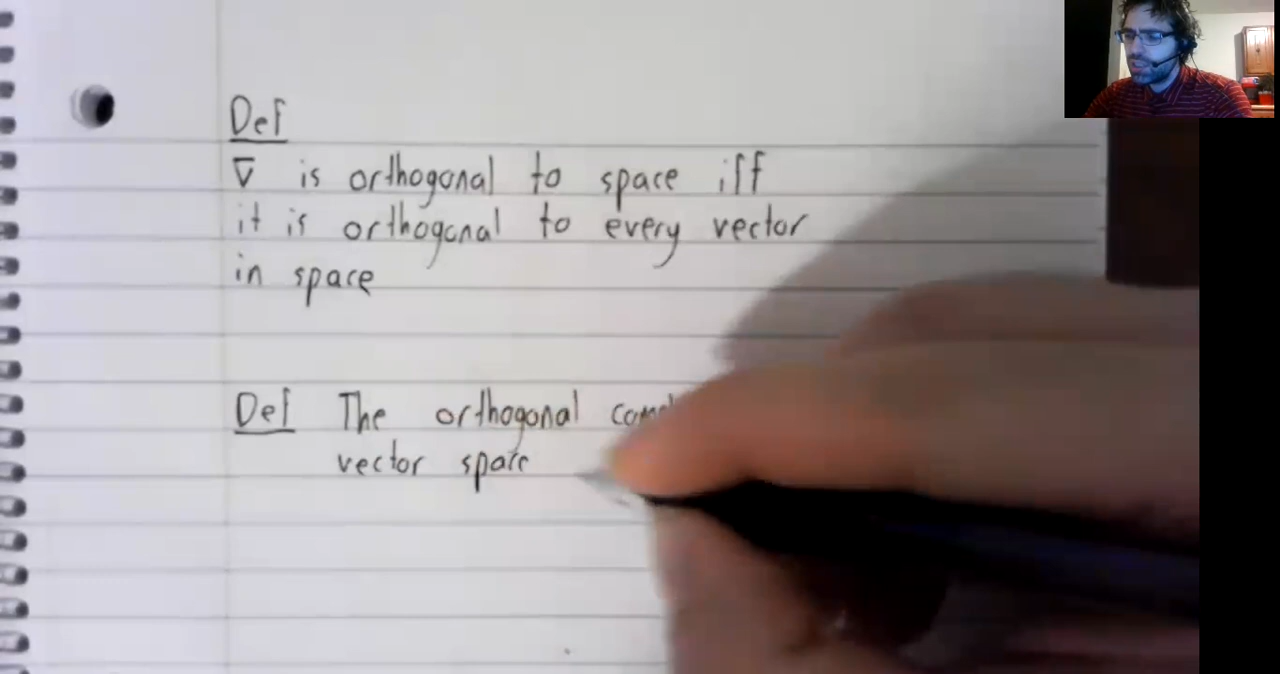 Def
v̅ is orthogonal to space iff
it is orthogonal to every vector
in space
Def The orthogonal
vector space